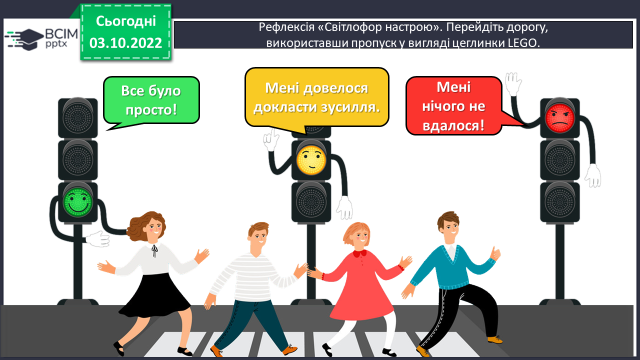 Сьогодні
03.10.2022
BCIM
pptx
Рефлексія «Світлофор настрою». Перейдіть дорогу,
використавши пропуск у вигляді цеглинки LEGO.
Все було
просто!
Мені довелося
докласти зусилля.
Мені
нічого не
вдалося!